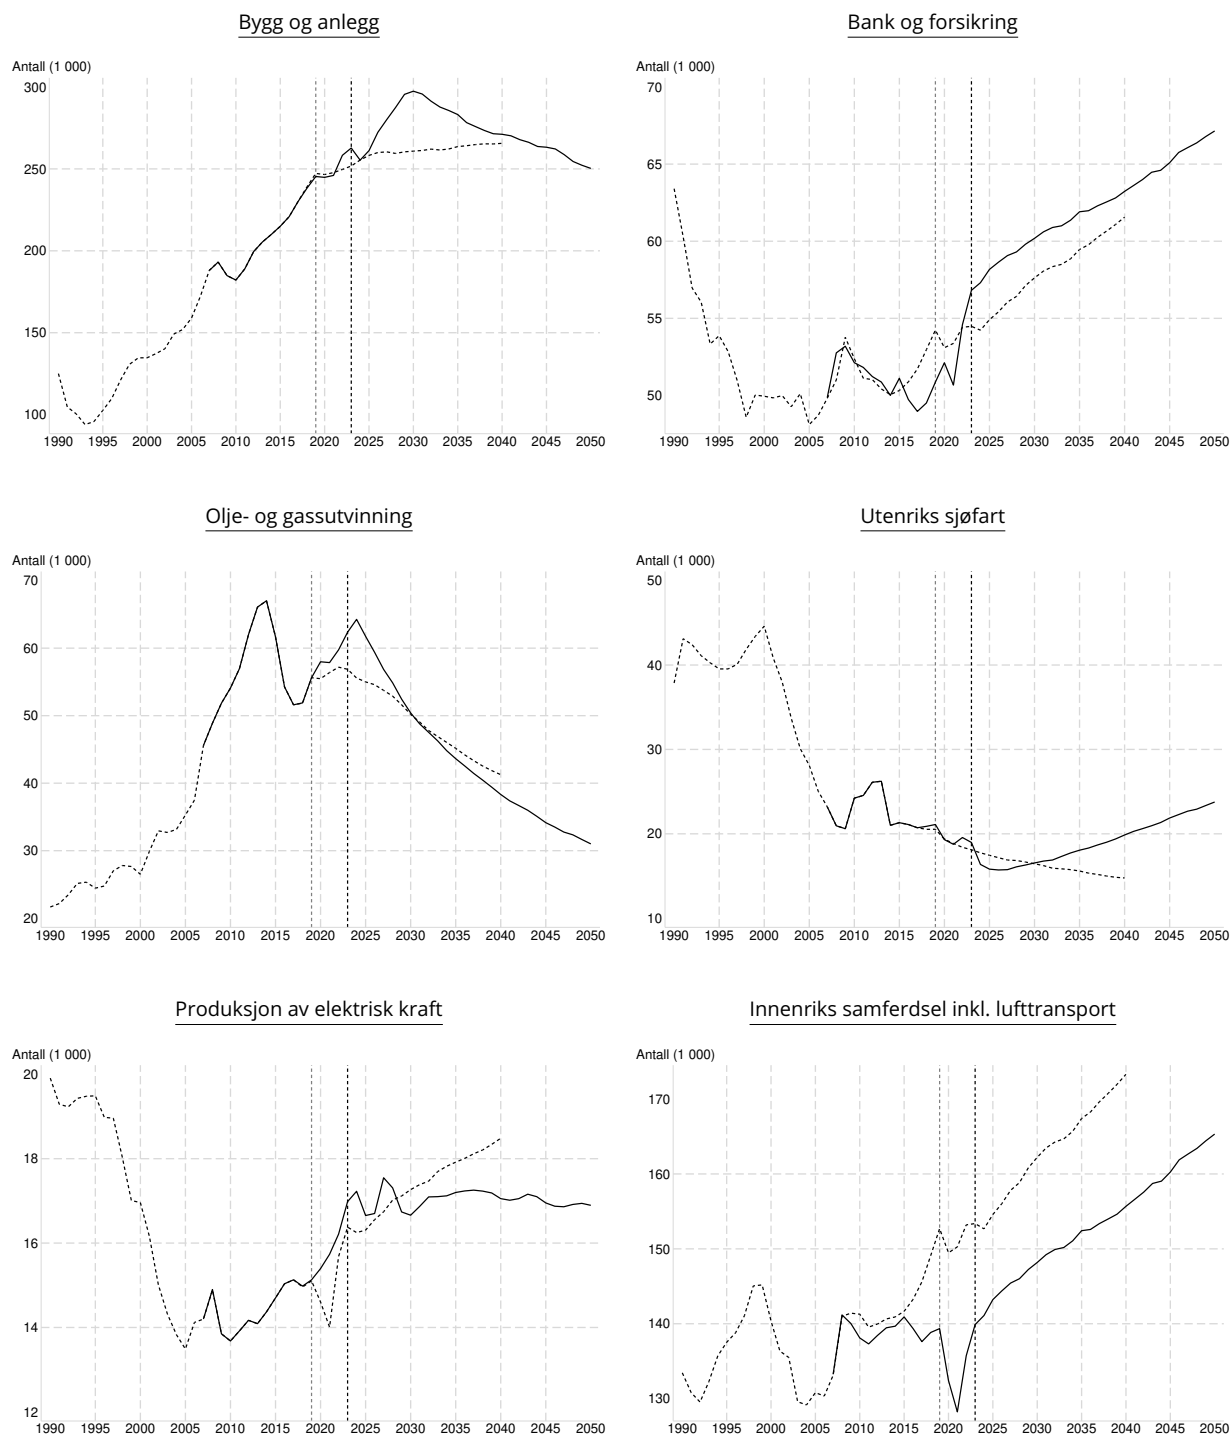 Bygg og anlegg
Antall (1 000)
300
250
200
150
100
1990 1995 2000 2005 2010 2015 2020 2025 2030 2035 2040 2045 2050
Bank og forsikring
Antall (1 000)
70
65
60
55
50
1990 1995 2000 2005 2010 2015 2020 2025 2030 2035 2040 2045 2050
Olje- og gassutvinning
Antall (1 000)
70
60
50
40
30
20
1990 1995 2000 2005 2010 2015 2020 2025 2030 2035 2040 2045 2050
Utenriks sjøfart
Antall (1 000)
50
40
30
20
10
1990 1995 2000 2005 2010 2015 2020 2025 2030 2035 2040 2045 2050
Produksjon av elektrisk kraft
Antall (1 000)
20
18
16
14
12
1990 1995 2000 2005 2010 2015 2020 2025 2030 2035 2040 2045 2050
Innenriks samferdsel inkl. lufttransport
Antall (1 000)
170
160
150
140
130
1990 1995 2000 2005 2010 2015 2020 2025 2030 2035 2040 2045 2050